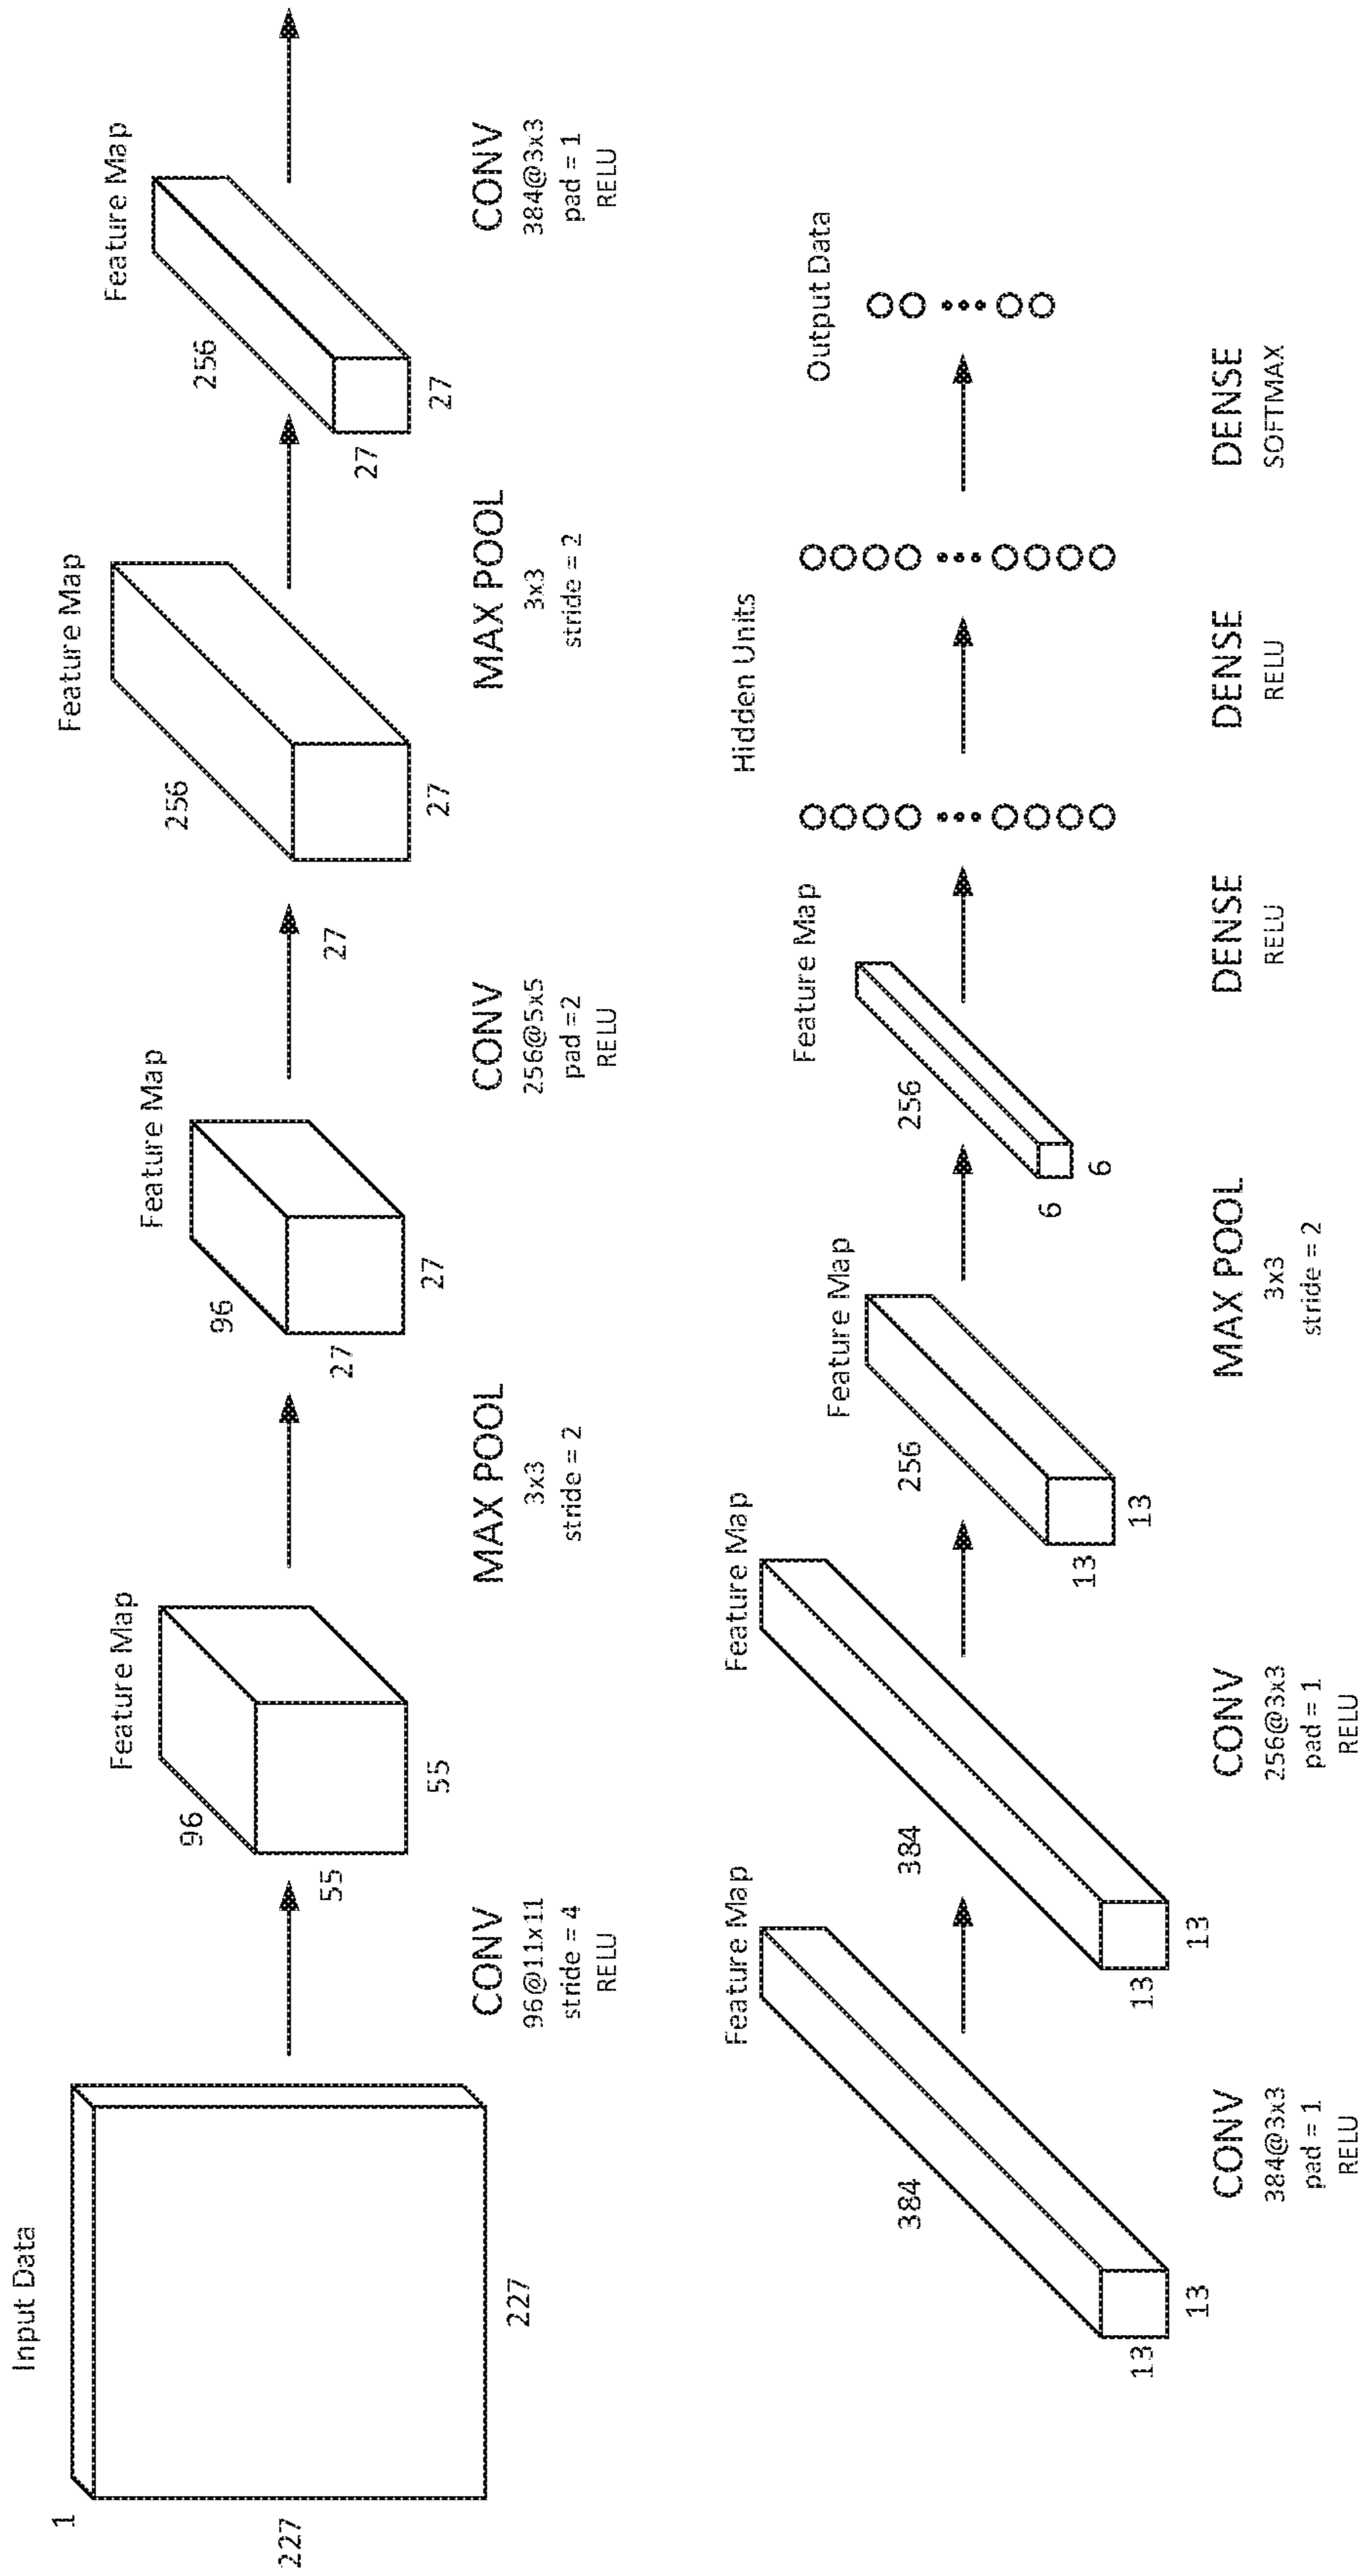 Input Data
1
227
227
CONV
96@11x11
stride = 4
RELU
Feature Map
96
55
55
MAX POOL
3x3
stride = 2
Feature Map
96
27
27
CONV
256@5x5
pad =2
RELU
Feature Map
256
27
27
MAX POOL
3x3
stride = 2
Feature Map
256
27
27
CONV
384@3x3
pad = 1
RELU
Feature Map
384
13
13
CONV
384@3x3
pad = 1
RELU
Feature Map
384
13
13
CONV
256@3x3
pad = 1
RELU
Feature Map
256
13
13
MAX POOL
3x3
stride = 2
Feature Map
256
6
6
DENSE
RELU
Hidden Units
DENSE
RELU
DENSE
SOFTMAX
Output Data